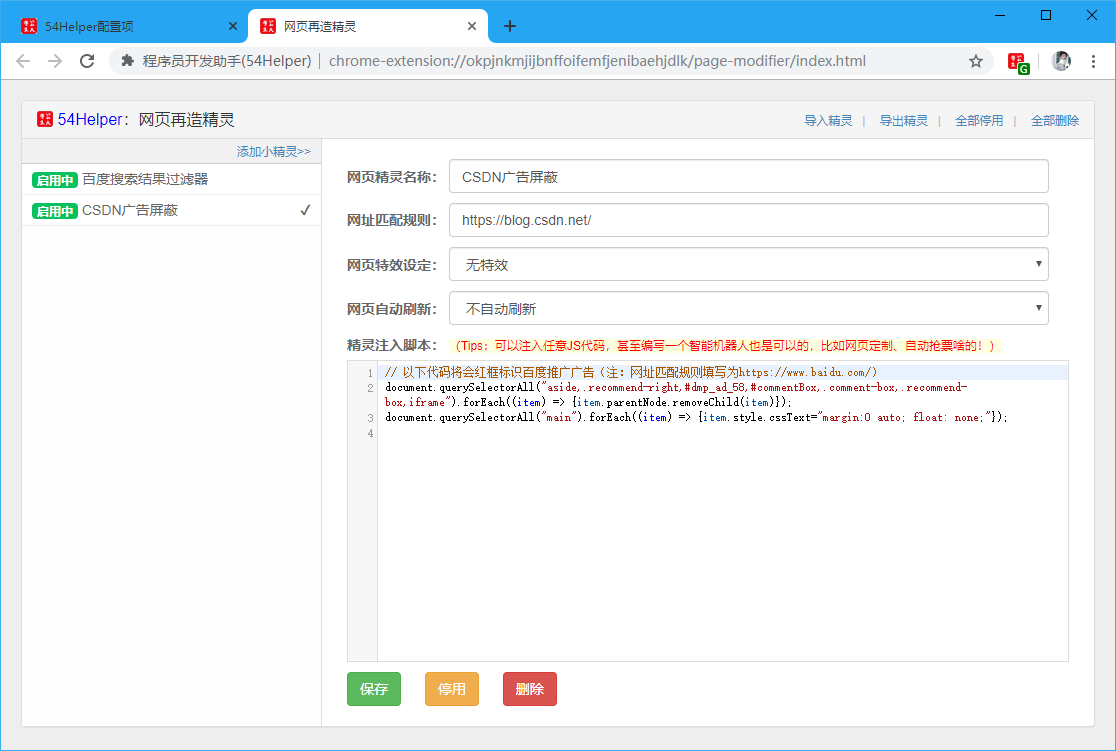 54Helper配置项
网页再造精灵
程序员开发助手(54Helper) | chrome-extension://okpjnkmjijbnffoifemfjenibaehjdlk/page-modifier/index.html
G
54Helper：网页再造精灵
导入精灵 | 导出精灵 | 全部停用 | 全部删除
添加小精灵>>
启用中 百度搜索结果过滤器
启用中 CSDN广告屏蔽 ✓
网页精灵名称： CSDN广告屏蔽
网址匹配规则： https://blog.csdn.net/
网页特效设定： 无特效
网页自动刷新： 不自动刷新
精灵注入脚本： （Tips：可以注入任意JS代码，甚至编写一个智能机器人也是可以的，比如网页定制、自动抢票啥的！）
1 // 以下代码将会红框标识百度推广广告（注：网址匹配规则填写为https://www.baidu.com/）
2 document.querySelectorAll("aside,.recommend-right,#dmp_ad_58,#commentBox,.comment-box,.recommend-
box,iframe").forEach((item) => {item.parentNode.removeChild(item)});
3 document.querySelectorAll("main").forEach((item) => {item.style.cssText="margin:0 auto; float: none;"});
4
保存 停用 删除